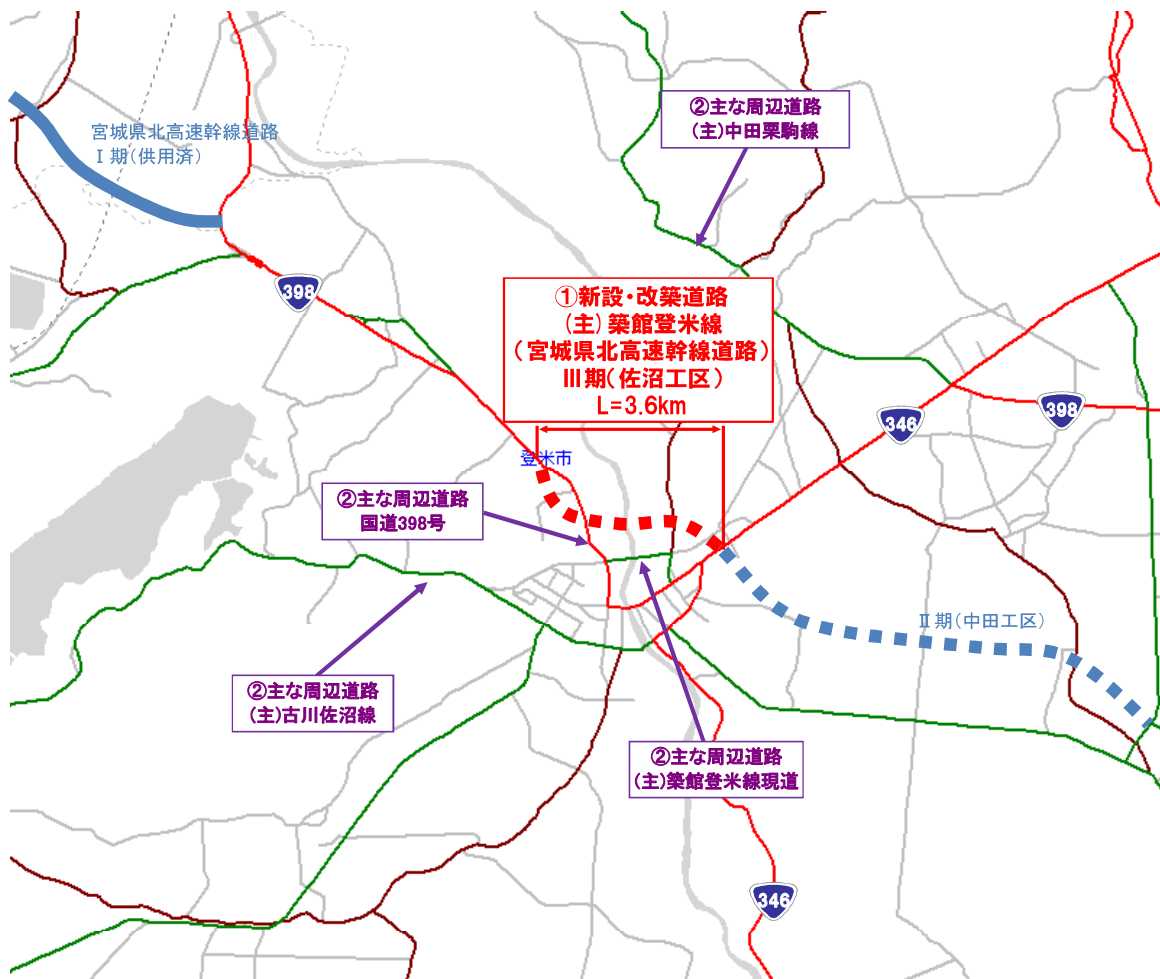 ②主な周辺道路
(主)中田栗駒線
宮城県北高速幹線道路
Ⅰ期(供用済)
398
①新設・改築道路
(主)築館登米線
(宮城県北高速幹線道路)
Ⅲ期(佐沼工区)
L=3.6km
398
346
登米市
②主な周辺道路
国道398号
Ⅱ期(中田工区)
②主な周辺道路
(主)古川佐沼線
②主な周辺道路
(主)築館登米線現道
346